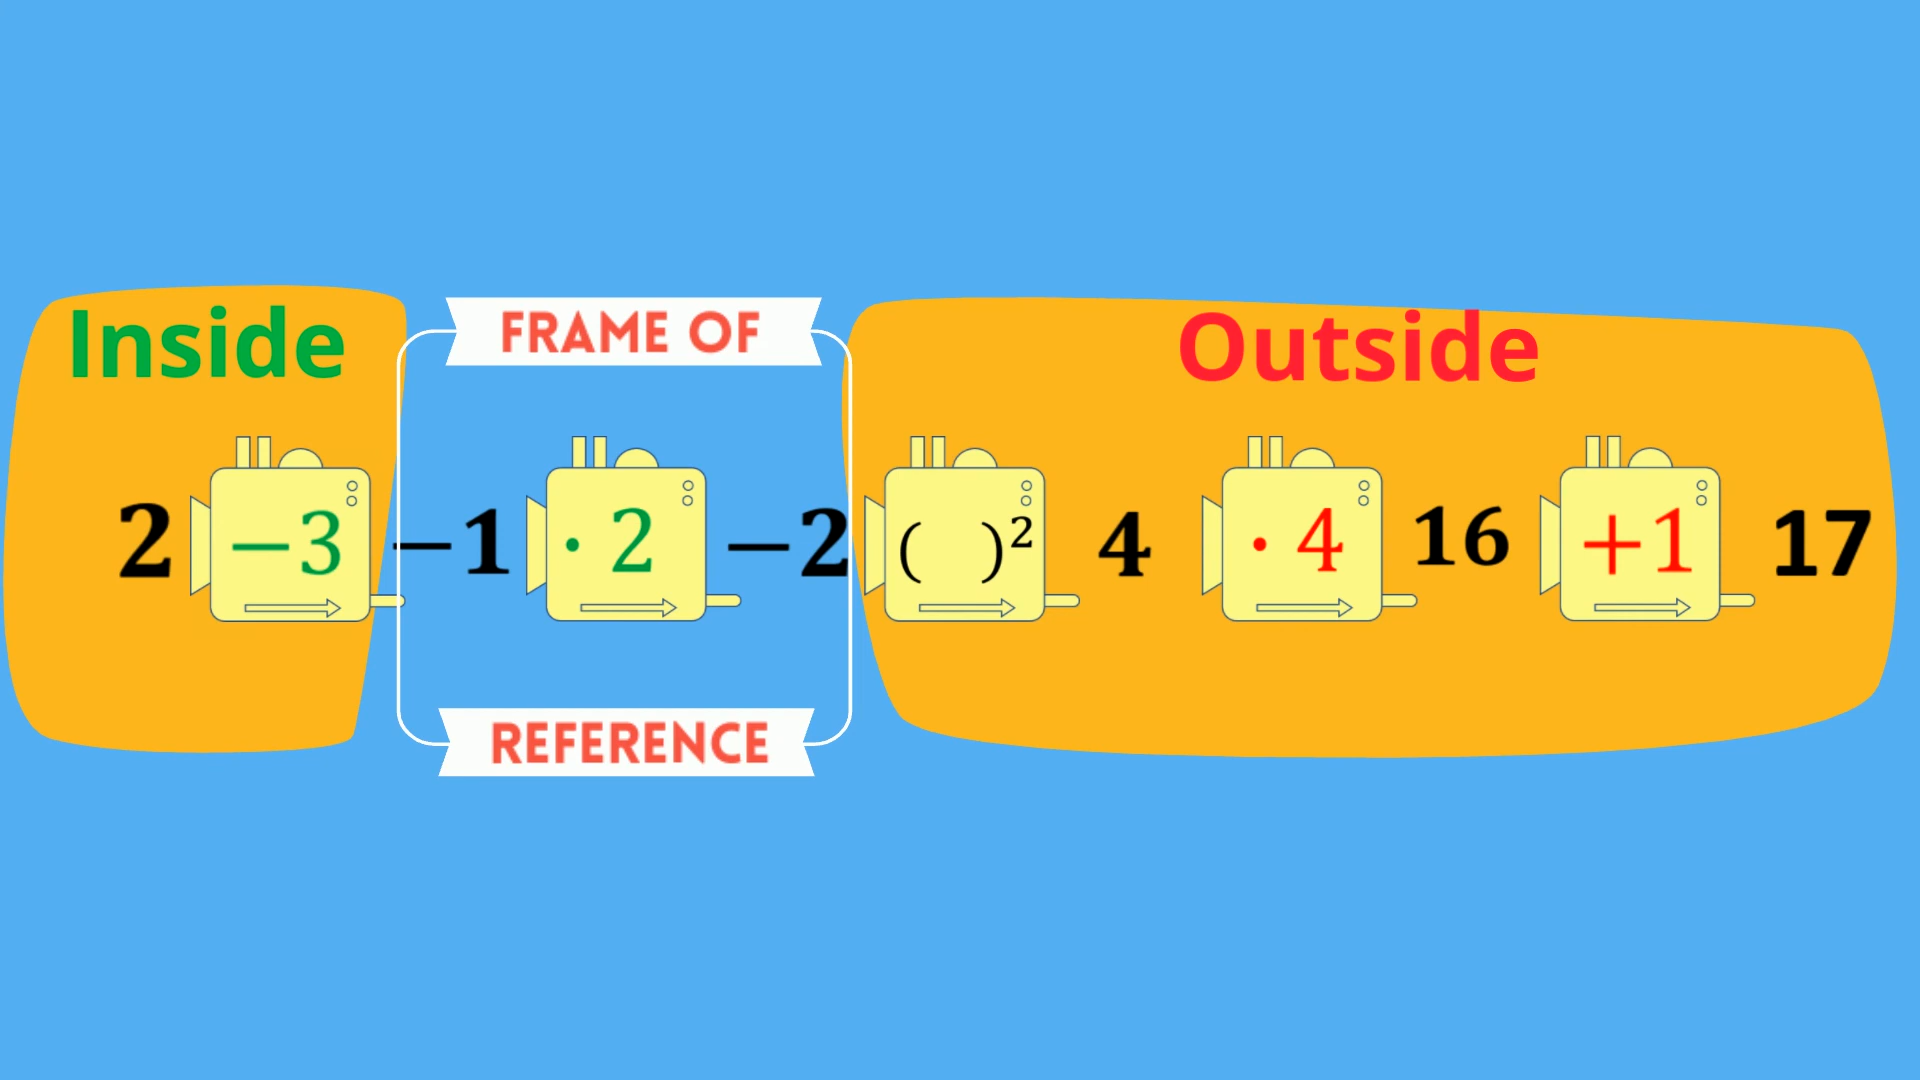 Inside
FRAME OF
Outside
2 −3 −1 · 2 −2 ( )² 4 · 4 16 +1 17
REFERENCE